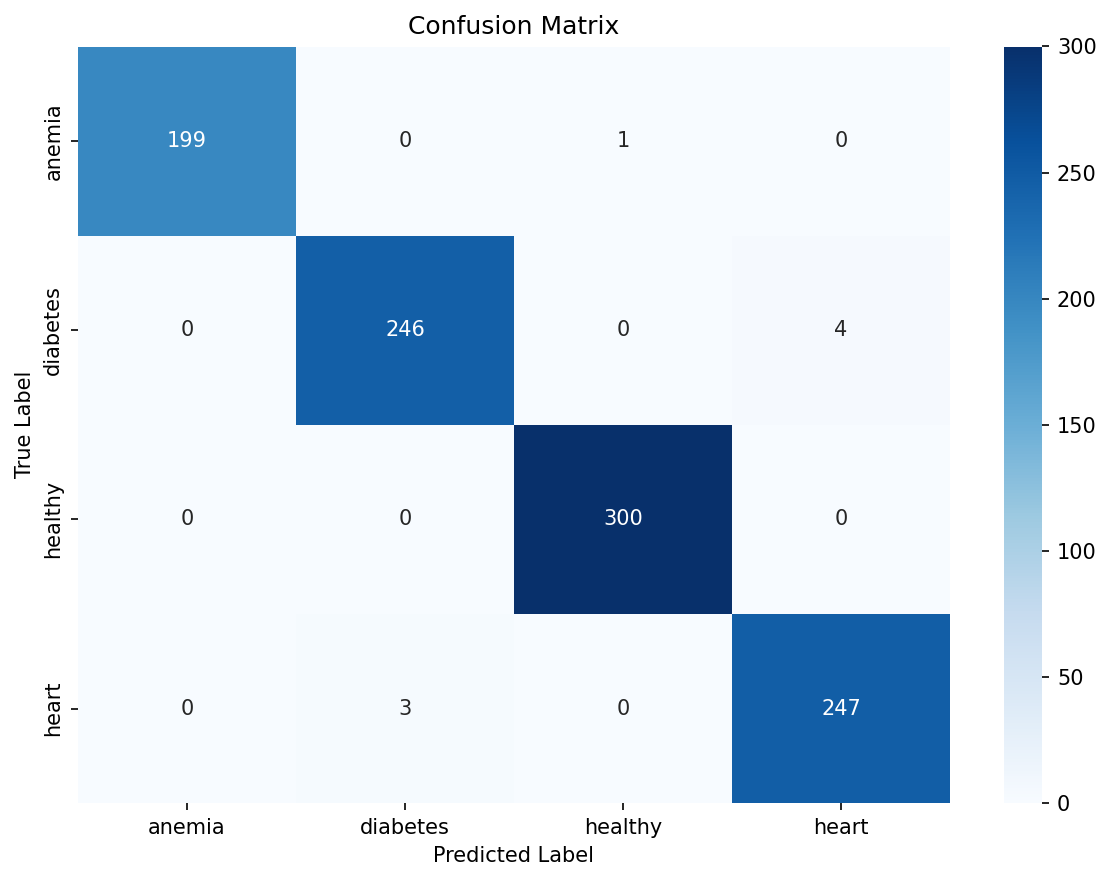 Confusion Matrix
True Label
anemia
199 0 1 0
diabetes
0 246 0 4
healthy
0 0 300 0
heart
0 3 0 247
anemia diabetes healthy heart
Predicted Label
300
250
200
150
100
50
0